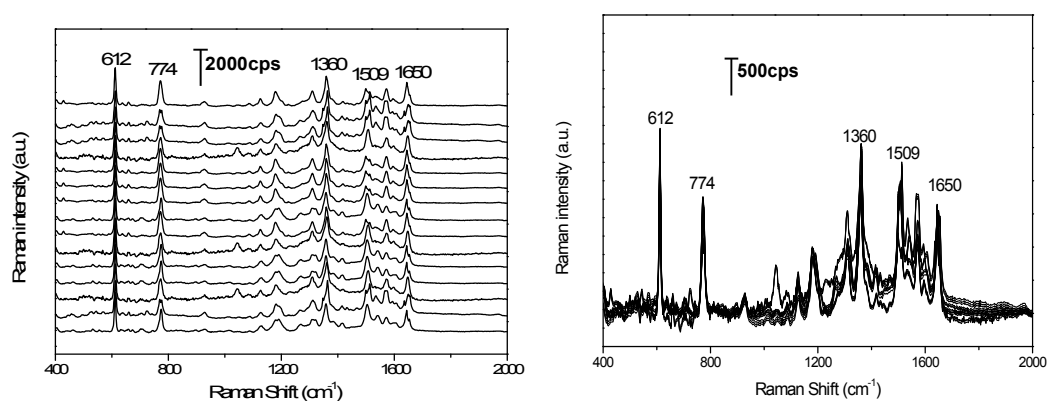 612
774
2000cps
1360
1509
1650
Raman intensity (a.u.)
400 800 1200 1600 2000
Raman Shift (cm-1)
500cps
612
774
1360
1509
1650
Raman intensity (a.u.)
400 800 1200 1600 2000
Raman Shift (cm-1)